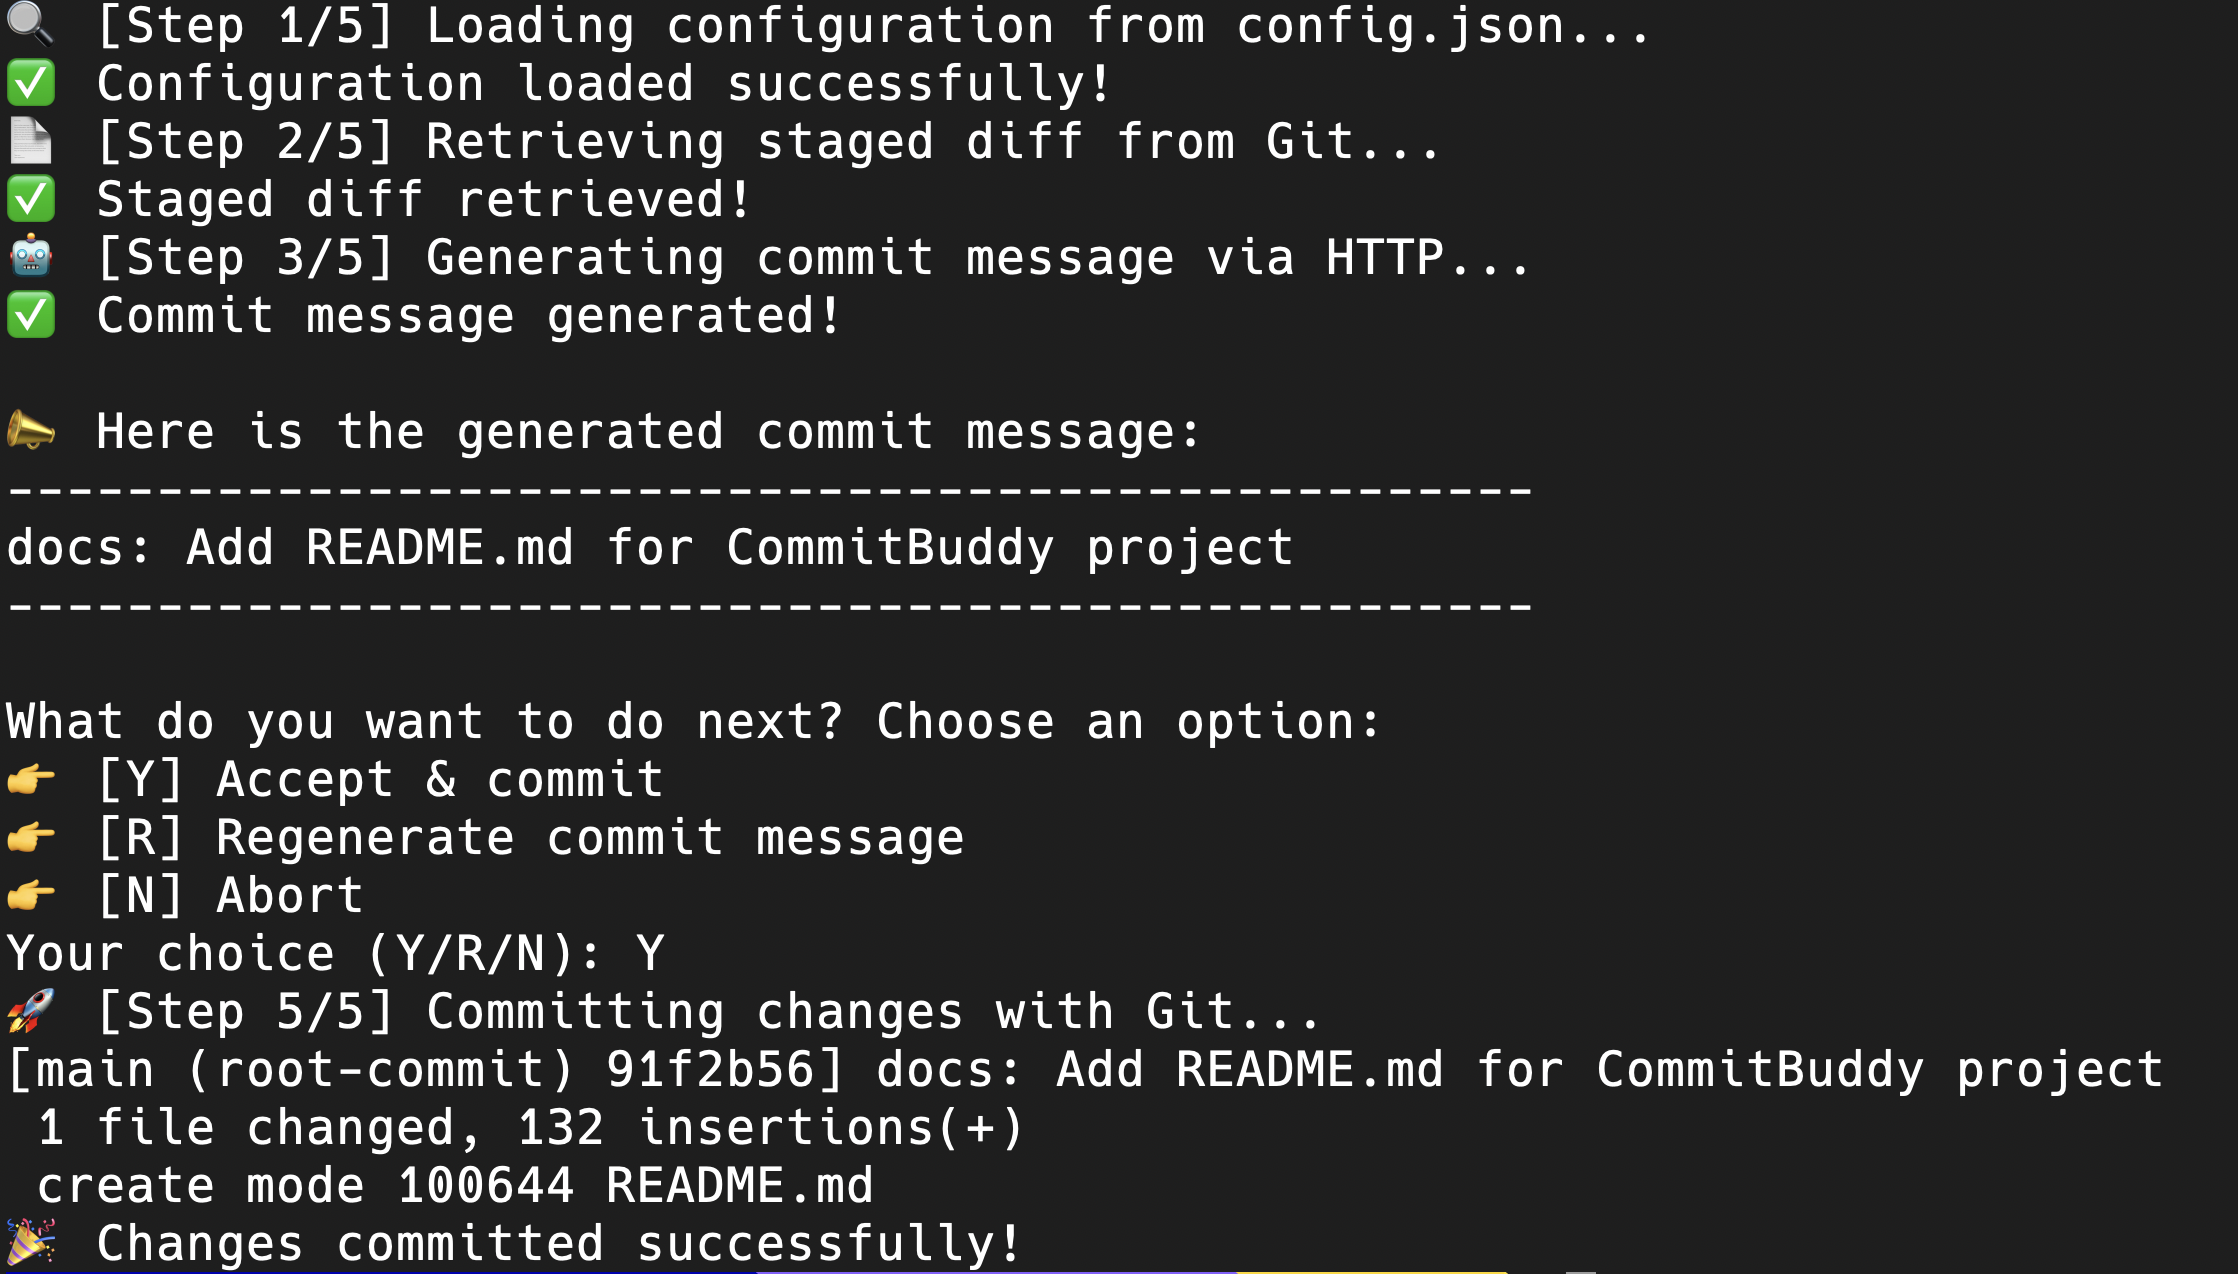 🔍 [Step 1/5] Loading configuration from config.json...
✅ Configuration loaded successfully!
📄 [Step 2/5] Retrieving staged diff from Git...
✅ Staged diff retrieved!
🤖 [Step 3/5] Generating commit message via HTTP...
✅ Commit message generated!
📣 Here is the generated commit message:
---------------------------------------------------
docs: Add README.md for CommitBuddy project
---------------------------------------------------
What do you want to do next? Choose an option:
👉 [Y] Accept & commit
👉 [R] Regenerate commit message
👉 [N] Abort
Your choice (Y/R/N): Y
🚀 [Step 5/5] Committing changes with Git...
[main (root-commit) 91f2b56] docs: Add README.md for CommitBuddy project
1 file changed, 132 insertions(+)
create mode 100644 README.md
🎉 Changes committed successfully!